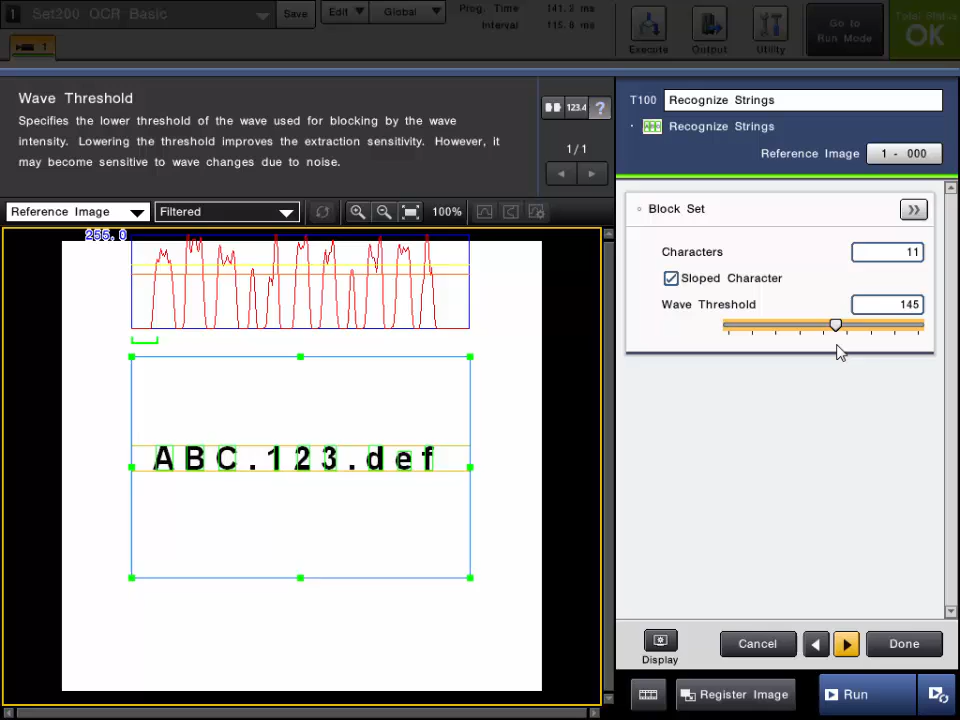 1 Set200 OCR Basic
Save
Edit
Global
Prog. Time 141.2 ms
Interval 115.0 ms
Execute
Output
Utility
Go to
Run Mode
Total Status
OK
1
Wave Threshold
Specifies the lower threshold of the wave used for blocking by the wave
intensity. Lowering the threshold improves the extraction sensitivity. However, it
may become sensitive to wave changes due to noise.
123.4
?
1/1
T100 Recognize Strings
Recognize Strings
Reference Image 1 - 000
Reference Image
Filtered
100%
Block Set
Characters 11
Sloped Character
Wave Threshold 145
255.0
ABC.123.def
Display
Cancel
Done
Register Image
Run